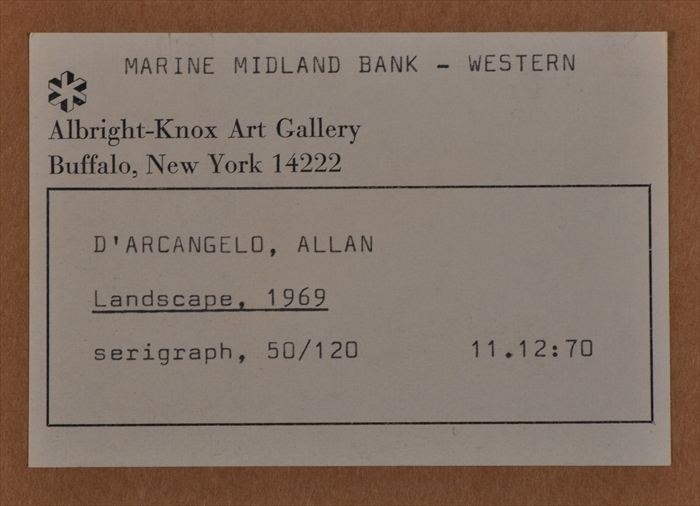 MARINE MIDLAND BANK - WESTERN
Albright-Knox Art Gallery
Buffalo, New York 14222
D'ARCANGELO, ALLAN
Landscape, 1969
serigraph, 50/120 11.12:70